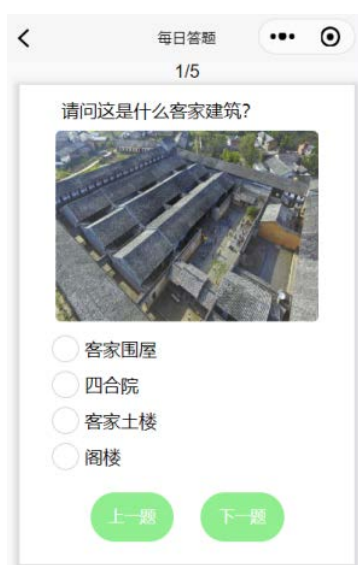 每日答题
1/5
请问这是什么客家建筑?
客家围屋
四合院
客家土楼
阁楼
上一题
下一题